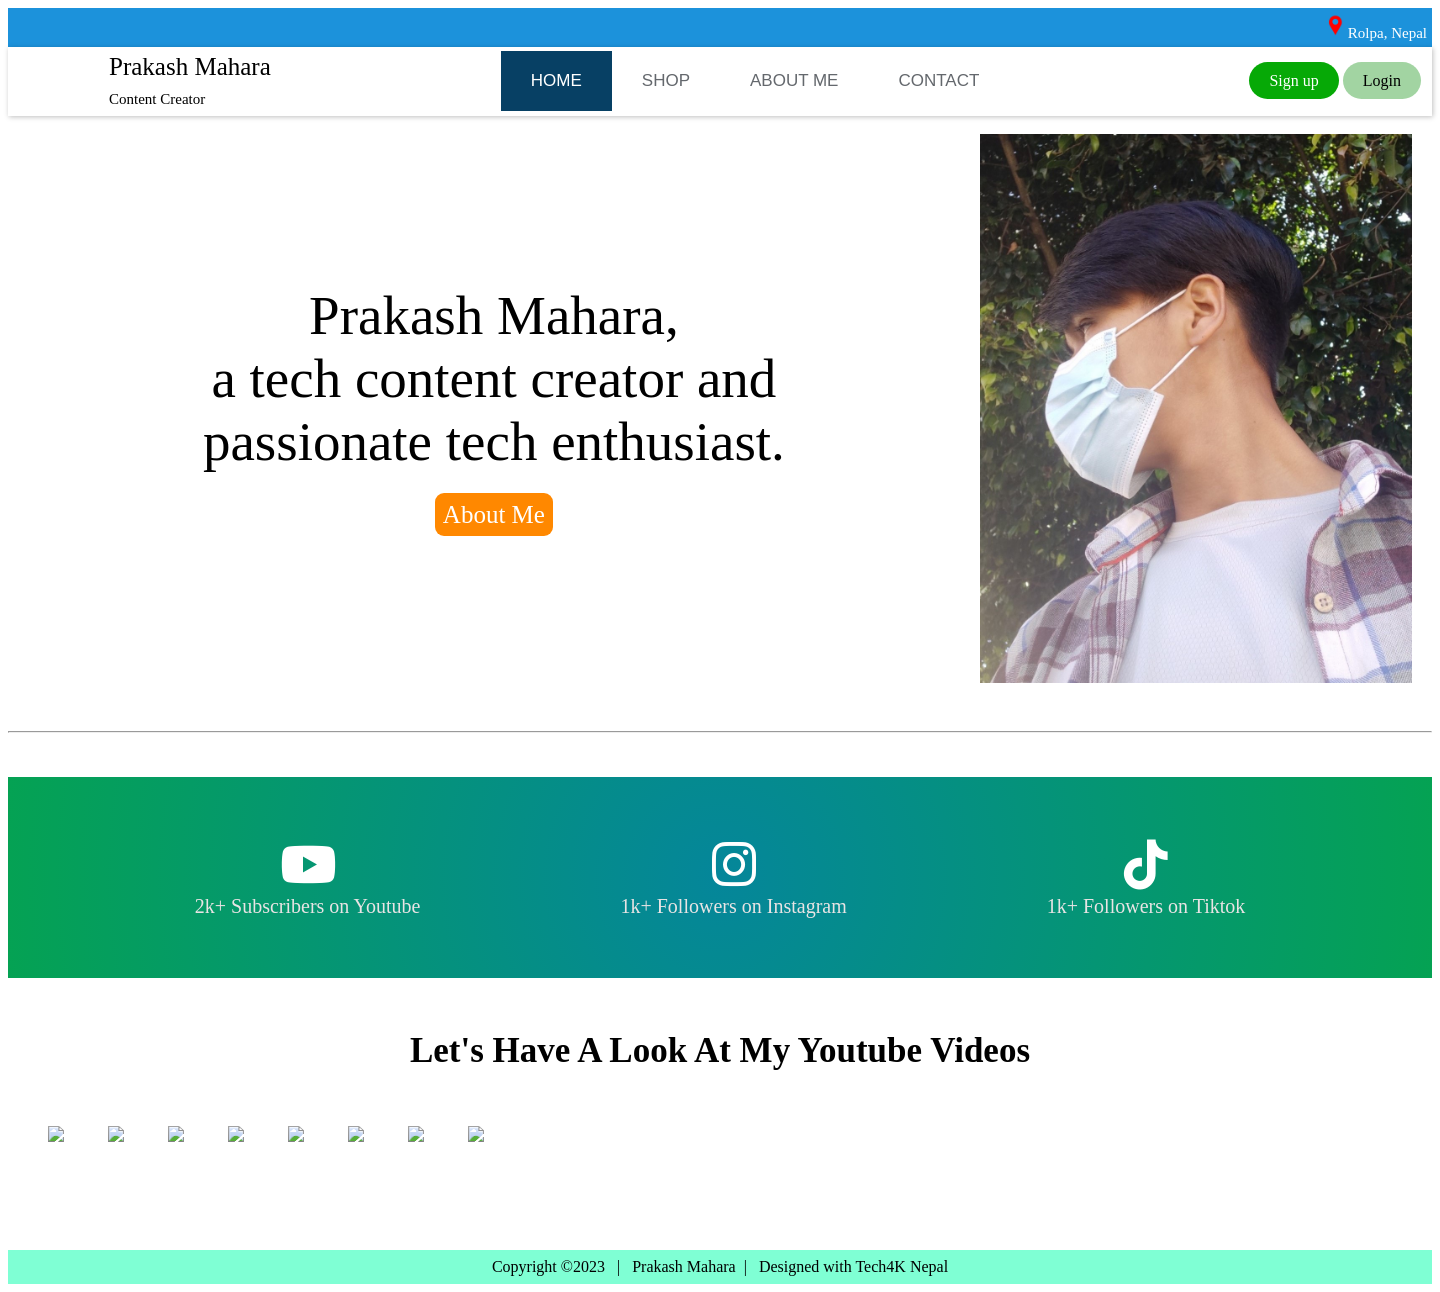 Rolpa, Nepal
Prakash Mahara
Content Creator
HOME
SHOP
ABOUT ME
CONTACT
Sign up
Login
Prakash Mahara,
a tech content creator and
passionate tech enthusiast.
About Me
2k+ Subscribers on Youtube
1k+ Followers on Instagram
1k+ Followers on Tiktok
Let's Have A Look At My Youtube Videos
Copyright ©2023 | Prakash Mahara | Designed with Tech4K Nepal